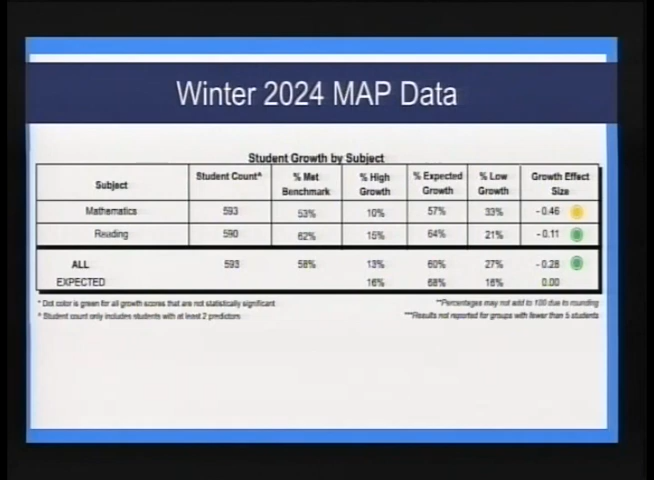 Winter 2024 MAP Data
Student Growth by Subject
Subject Student Count^ % Met Benchmark % High Growth % Expected Growth % Low Growth Growth Effect Size
Mathematics 593 53% 10% 57% 33% -0.46
Reading 590 62% 15% 64% 21% -0.11
ALL 593 58% 13% 60% 27% -0.28
EXPECTED 16% 68% 16% 0.00
* Dot color is green for all growth scores that are not statistically significant
**Percentages may not add to 100 due to rounding
^ Student count only includes students with at least 2 predictors
***Results not reported for groups with fewer than 5 students